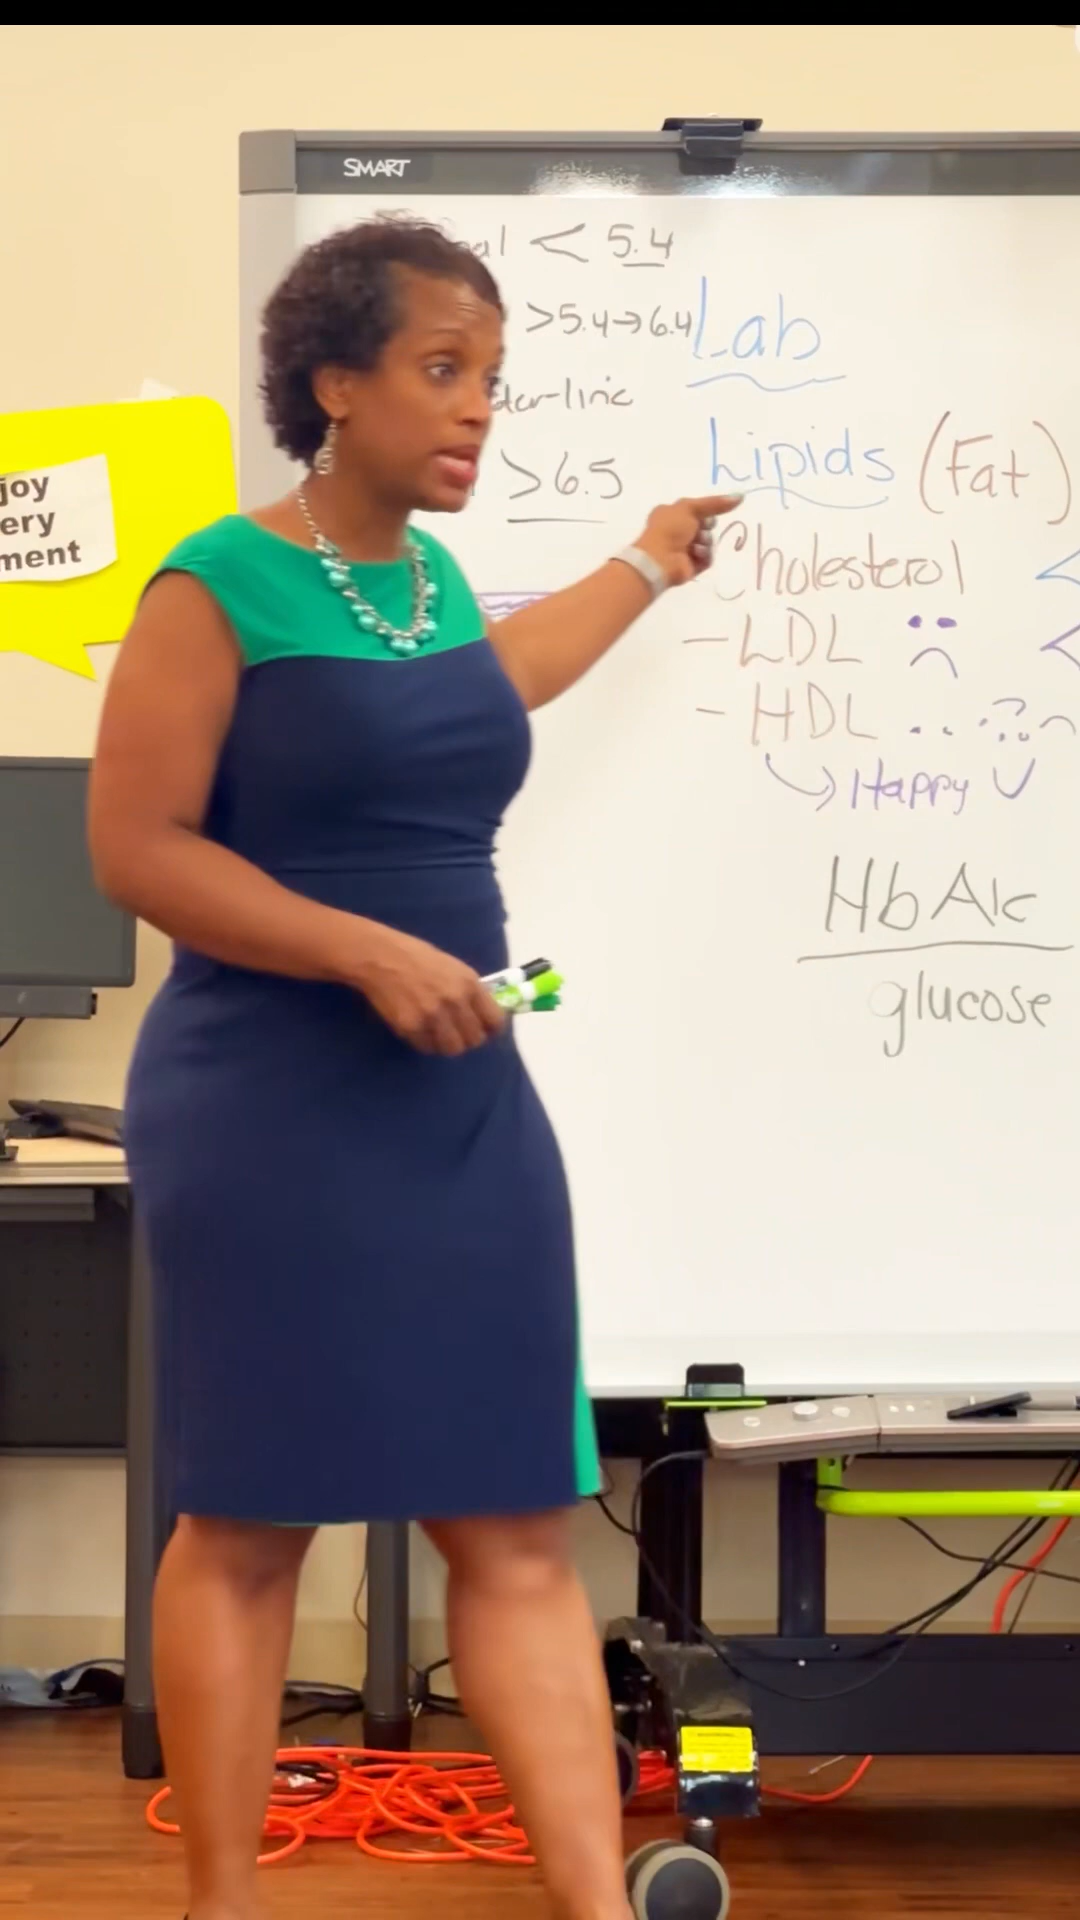 SMART
< 5.4
>5.4→6.4
>6.5
Lab
Lipids (Fat)
Cholesterol <
-LDL <
-HDL
Happy
HbA1c
glucose
joy
ery
ment